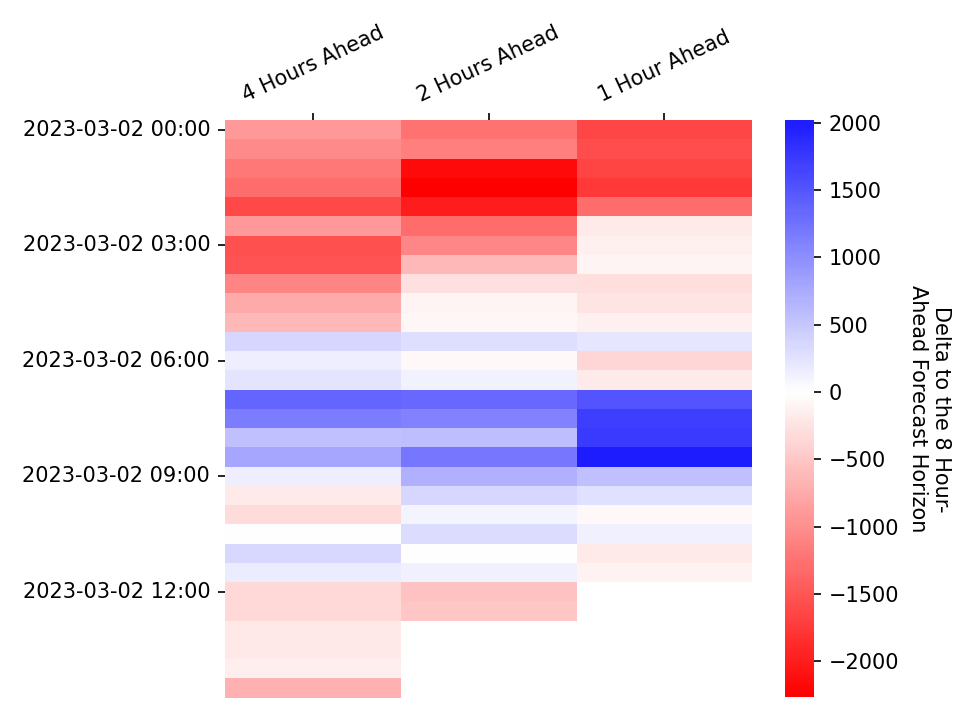 4 Hours Ahead
2 Hours Ahead
1 Hour Ahead
2023-03-02 00:00
2023-03-02 03:00
2023-03-02 06:00
2023-03-02 09:00
2023-03-02 12:00
2000
1500
1000
500
0
−500
−1000
−1500
−2000
Delta to the 8 Hour-
Ahead Forecast Horizon